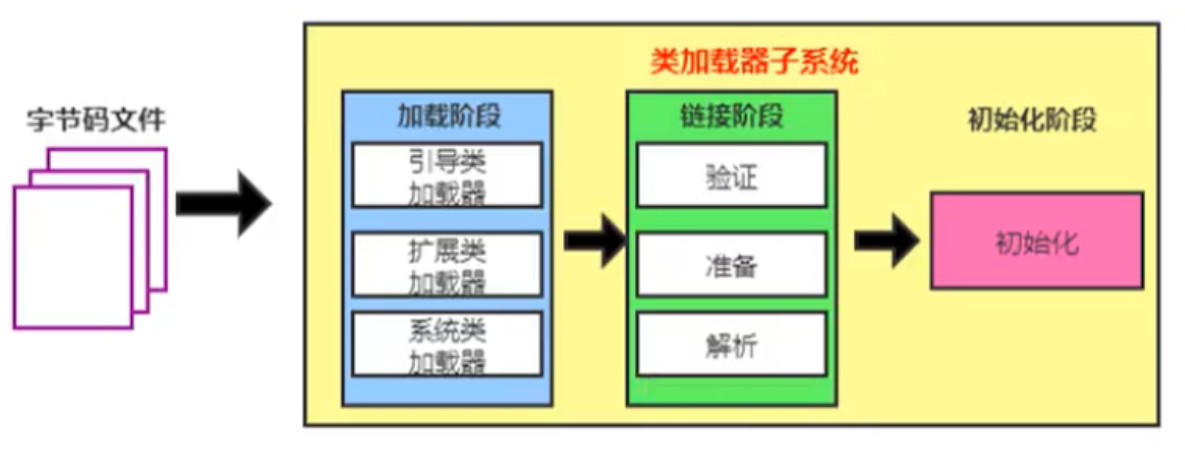 类加载器子系统
字节码文件
加载阶段
引导类
加载器
扩展类
加载器
系统类
加载器
链接阶段
验证
准备
解析
初始化阶段
初始化